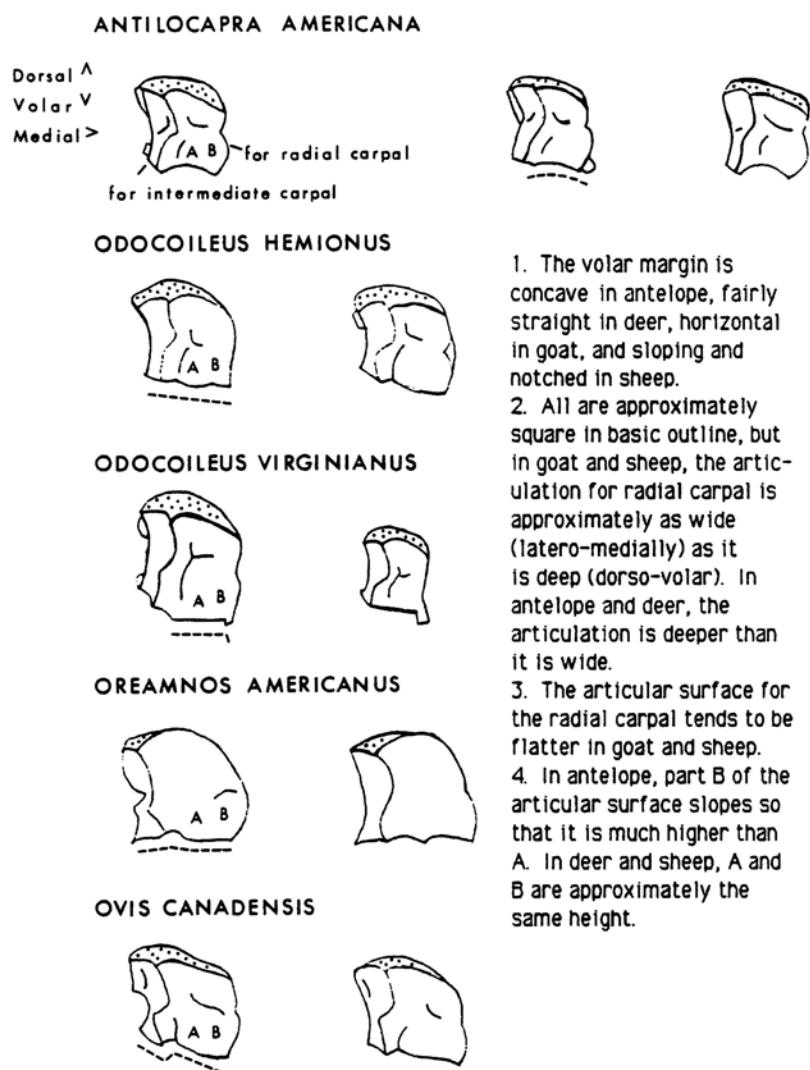 ANTILOCAPRA AMERICANA
Dorsal ^
Volar v
Medial >
A B
for radial carpal
for intermediate carpal
ODOCOILEUS HEMIONUS
A B
ODOCOILEUS VIRGINIANUS
A B
OREAMNOS AMERICANUS
A B
OVIS CANADENSIS
A B
1. The volar margin is
concave in antelope, fairly
straight in deer, horizontal
in goat, and sloping and
notched in sheep.
2. All are approximately
square in basic outline, but
in goat and sheep, the artic-
ulation for radial carpal is
approximately as wide
(latero-medially) as it
is deep (dorso-volar). In
antelope and deer, the
articulation is deeper than
it is wide.
3. The articular surface for
the radial carpal tends to be
flatter in goat and sheep.
4. In antelope, part B of the
articular surface slopes so
that it is much higher than
A. In deer and sheep, A and
B are approximately the
same height.